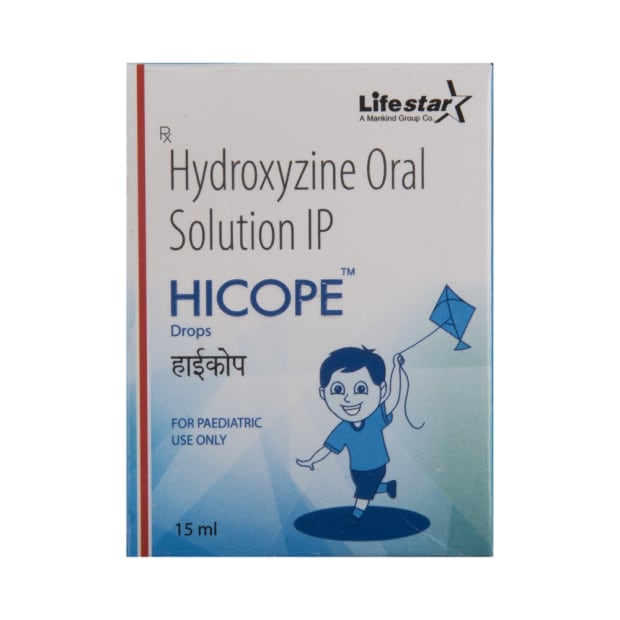 Lifestar
A Mankind Group Co.
Rx
Hydroxyzine Oral
Solution IP
HICOPE™
Drops
हाईकोप
FOR PAEDIATRIC
USE ONLY
15 ml